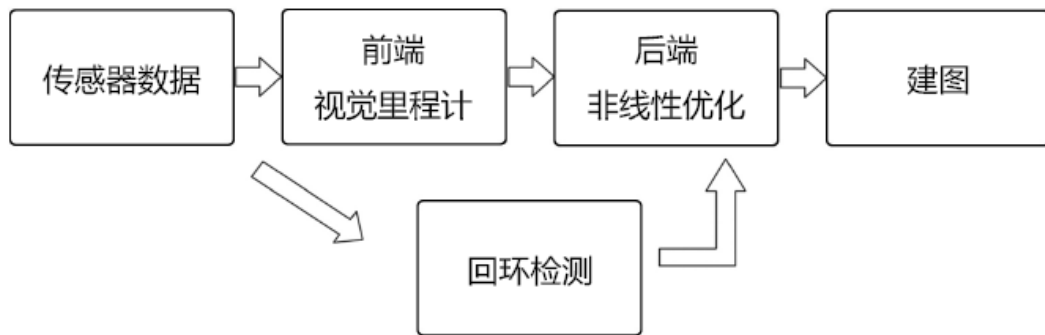 传感器数据
前端
视觉里程计
后端
非线性优化
建图
回环检测